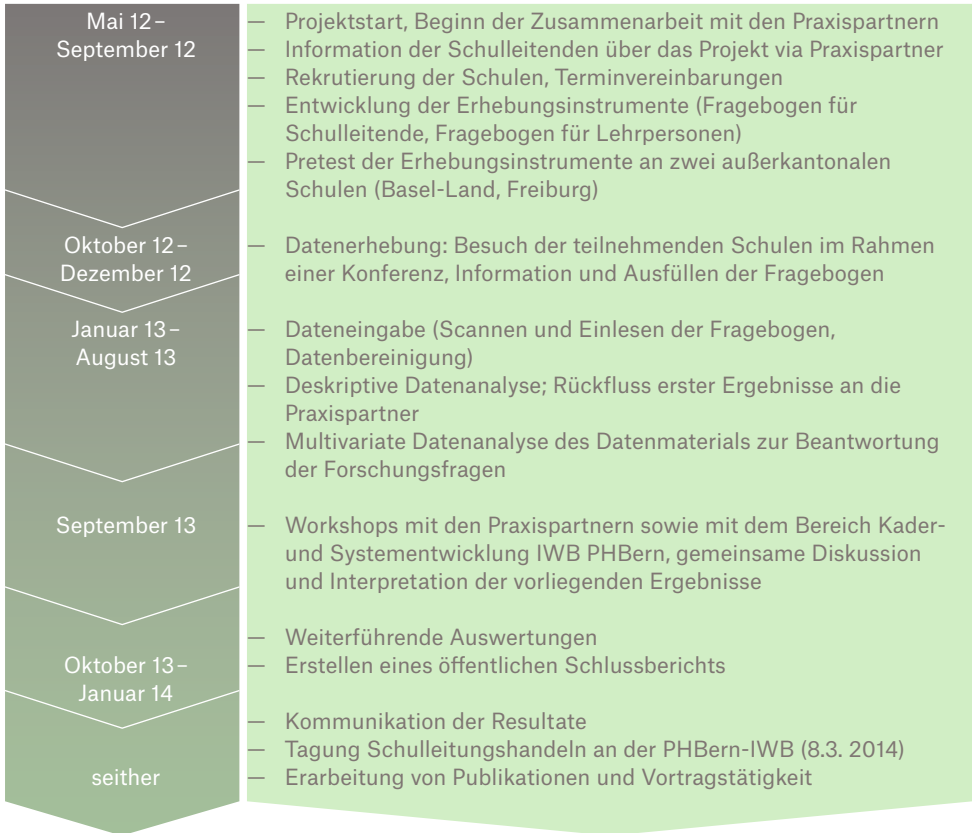 Mai 12–
September 12
— Projektstart, Beginn der Zusammenarbeit mit den Praxispartnern
— Information der Schulleitenden über das Projekt via Praxispartner
— Rekrutierung der Schulen, Terminvereinbarungen
— Entwicklung der Erhebungsinstrumente (Fragebogen für
Schulleitende, Fragebogen für Lehrpersonen)
— Pretest der Erhebungsinstrumente an zwei außerkantonalen
Schulen (Basel-Land, Freiburg)
Oktober 12–
Dezember 12
— Datenerhebung: Besuch der teilnehmenden Schulen im Rahmen
einer Konferenz, Information und Ausfüllen der Fragebogen
Januar 13–
August 13
— Dateneingabe (Scannen und Einlesen der Fragebogen,
Datenbereinigung)
— Deskriptive Datenanalyse; Rückfluss erster Ergebnisse an die
Praxispartner
— Multivariate Datenanalyse des Datenmaterials zur Beantwortung
der Forschungsfragen
September 13
— Workshops mit den Praxispartnern sowie mit dem Bereich Kader-
und Systementwicklung IWB PHBern, gemeinsame Diskussion
und Interpretation der vorliegenden Ergebnisse
Oktober 13–
Januar 14
— Weiterführende Auswertungen
— Erstellen eines öffentlichen Schlussberichts
seither
— Kommunikation der Resultate
— Tagung Schulleitungshandeln an der PHBern-IWB (8.3. 2014)
— Erarbeitung von Publikationen und Vortragstätigkeit